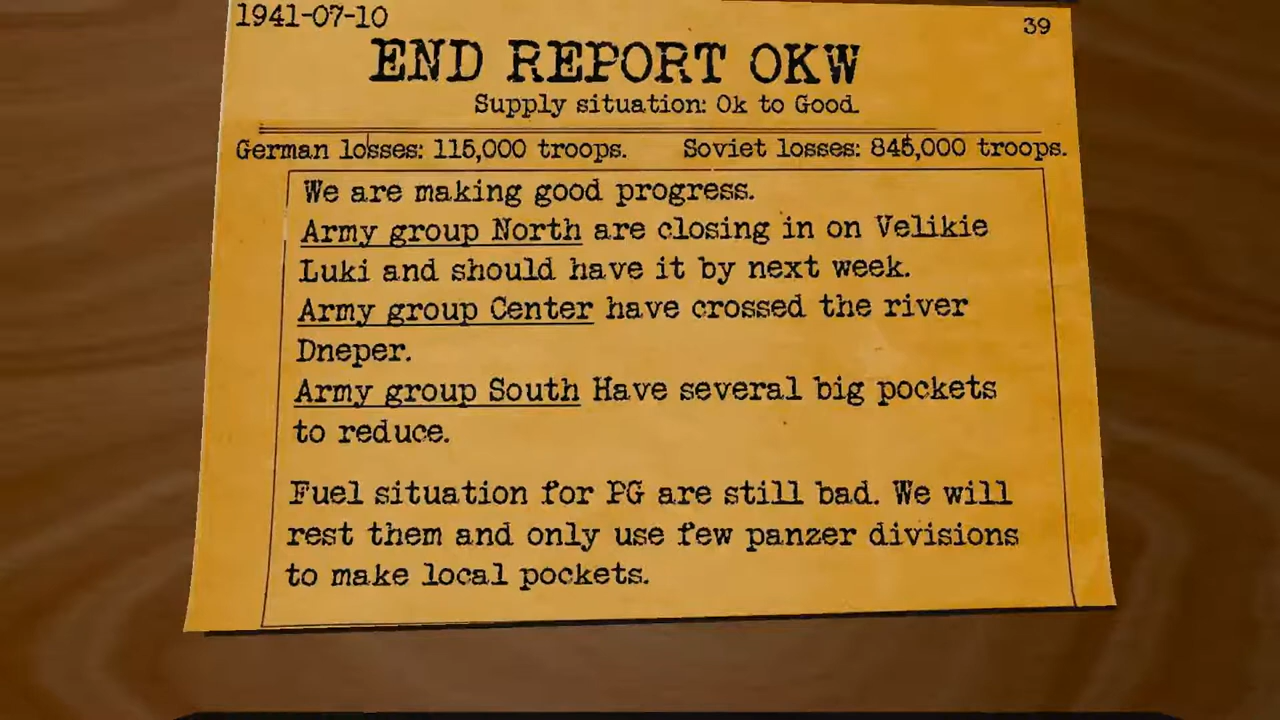 1941-07-10
39
END REPORT OKW
Supply situation: Ok to Good
German losses: 115,000 troops. Soviet losses: 845,000 troops.
We are making good progress.
Army group North are closing in on Velikie
Luki and should have it by next week.
Army group Center have crossed the river
Dneper.
Army group South Have several big pockets
to reduce.
Fuel situation for PG are still bad. We will
rest them and only use few panzer divisions
to make local pockets.